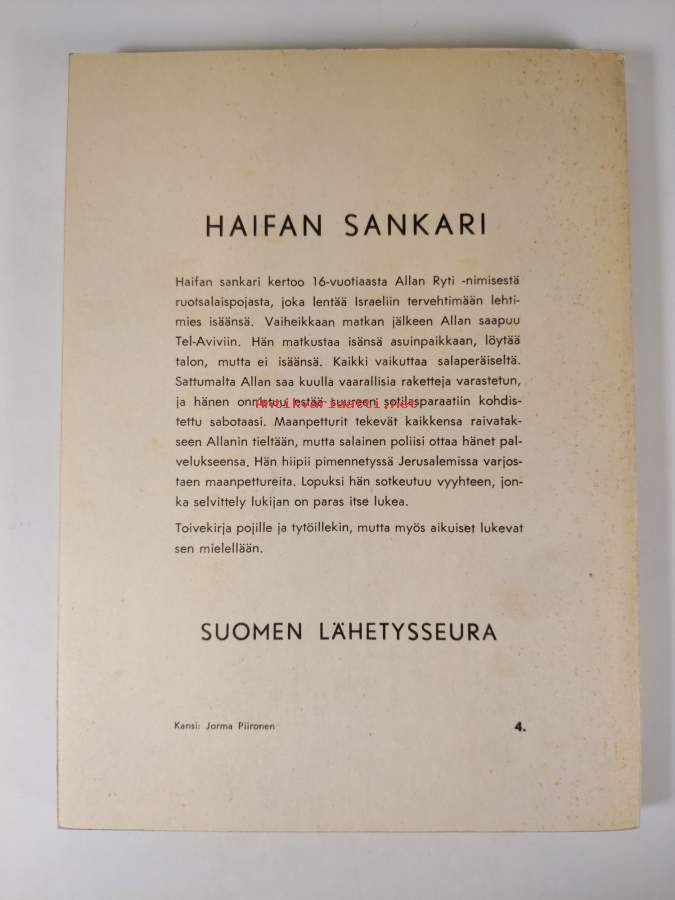 HAIFAN SANKARI
Haifan sankari kertoo 16-vuotiaasta Allan Ryti -nimisestä
ruotsalaispojasta, joka lentää Israeliin tervehtimään lehti-
mies isäänsä. Vaiheikkaan matkan jälkeen Allan saapuu
Tel-Aviviin. Hän matkustaa isänsä asuinpaikkaan, löytää
talon, mutta ei isäänsä. Kaikki vaikuttaa salaperäiseltä.
Sattumalta Allan saa kuulla vaarallisia raketteja varastetun,
ja hänen onnistuu estää suureen sotilasparaatiin kohdis-
Antikvariaatti.net
tettu sabotaasi. Maanpetturit tekevät kaikkensa raivatak-
seen Allanin tieltään, mutta salainen poliisi ottaa hänet pal-
velukseensa. Hän hiipii pimennetyssä Jerusalemissa varjos-
taen maanpettureita. Lopuksi hän sotkeutuu vyyhteen, jon-
ka selvittely lukijan on paras itse lukea.
Toivekirja pojille ja tytöillekin, mutta myös aikuiset lukevat
sen mielellään.
SUOMEN LÄHETYSSEURA
Kansi: Jorma Piironen
4.